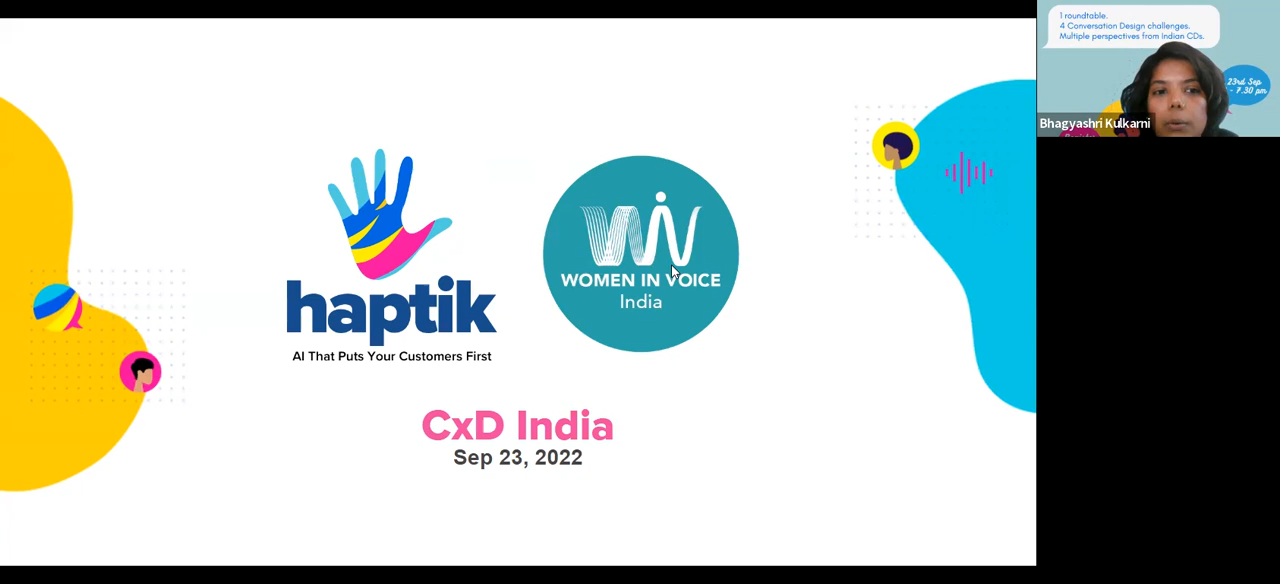 haptik
AI That Puts Your Customers First
WOMEN IN VOICE
India
CxD India
Sep 23, 2022
1 roundtable.
4 Conversation Design challenges.
Multiple perspectives from Indian CDs.
23rd Sep
- 7.30 pm
Bhagyashri Kulkarni